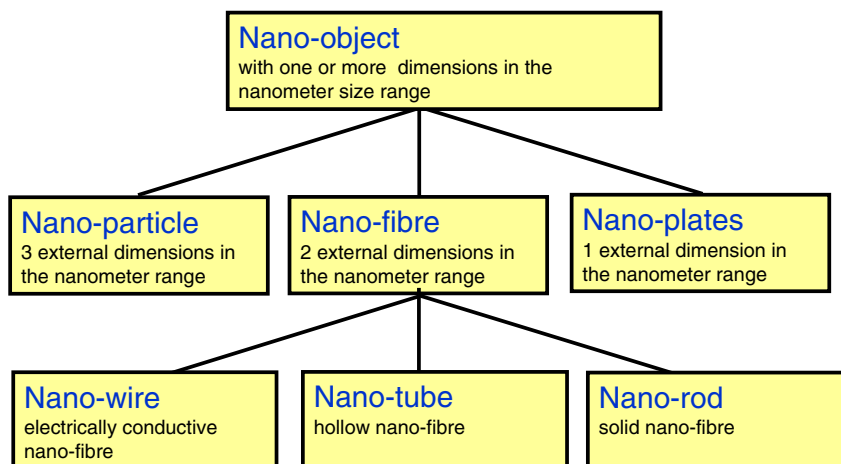 Nano-object
with one or more dimensions in the
nanometer size range
Nano-particle
3 external dimensions in
the nanometer range
Nano-fibre
2 external dimensions in
the nanometer range
Nano-plates
1 external dimension in
the nanometer range
Nano-wire
electrically conductive
nano-fibre
Nano-tube
hollow nano-fibre
Nano-rod
solid nano-fibre